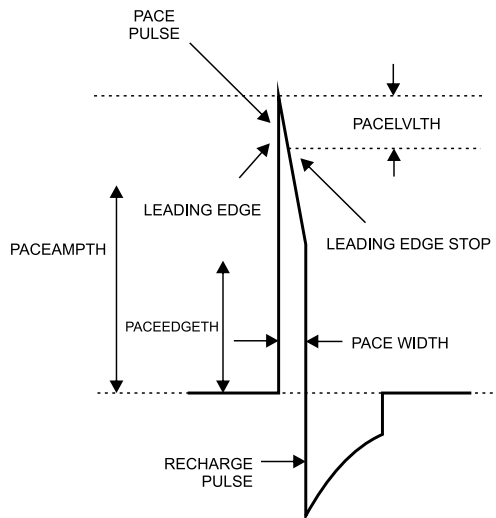 PACE
PULSE
PACELVLTH
LEADING EDGE
LEADING EDGE STOP
PACEAMPTH
PACEEDGETH
PACE WIDTH
RECHARGE
PULSE